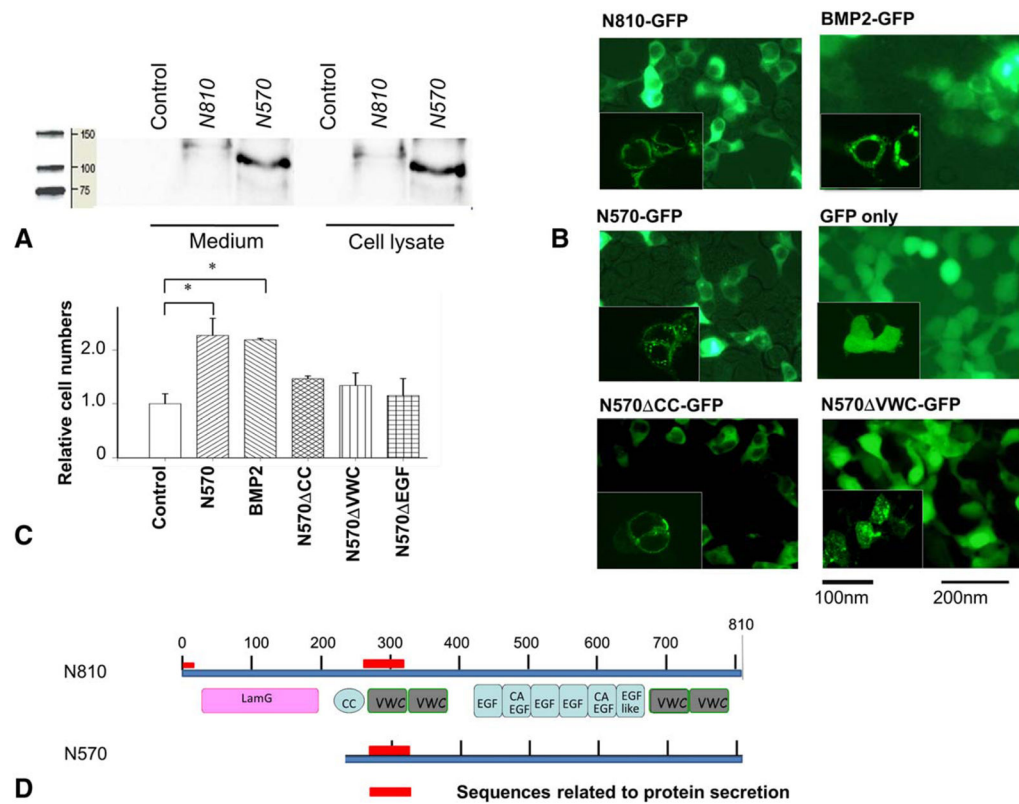 Control
N810
N570
Control
N810
N570
150
100
75
Medium
Cell lysate
A
N810-GFP
BMP2-GFP
N570-GFP
GFP only
N570ΔCC-GFP
N570ΔVWC-GFP
100nm
200nm
B
*
*
Relative cell numbers
2.0
1.0
0
Control
N570
BMP2
N570ΔCC
N570ΔVWC
N570ΔEGF
C
810
0 100 200 300 400 500 600 700
N810
LamG CC VWC VWC EGF CA EGF EGF EGF CA EGF EGF like VWC VWC
N570
D
Sequences related to protein secretion